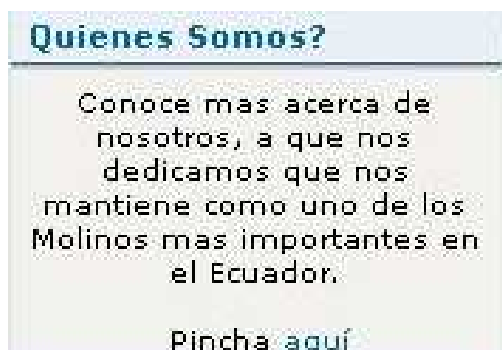 Quienes Somos?
Conoce mas acerca de
nosotros, a que nos
dedicamos que nos
mantiene como uno de los
Molinos mas importantes en
el Ecuador.
Pincha aquí